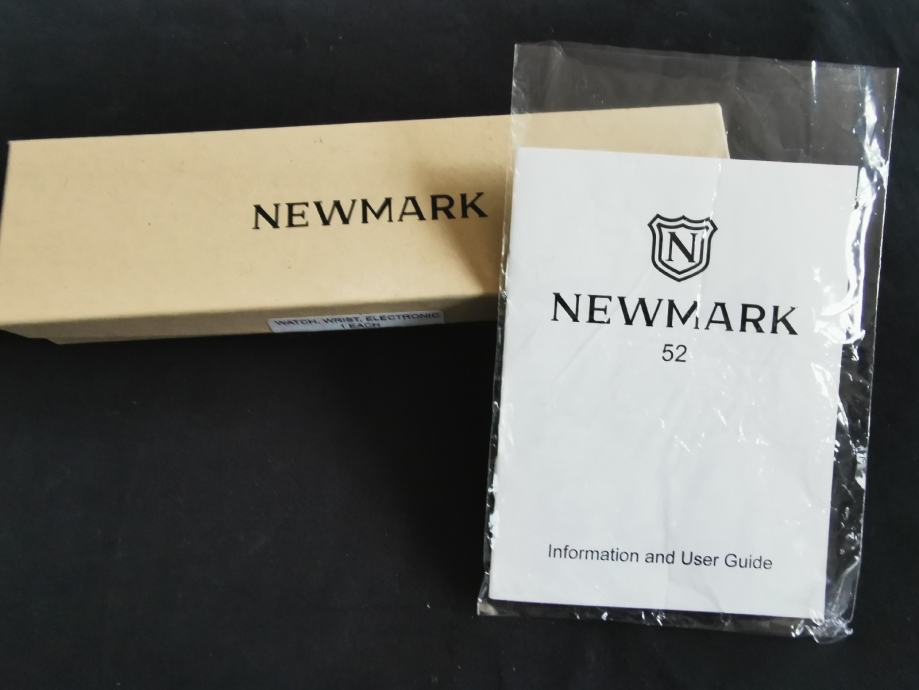 NEWMARK
WATCH, WRIST, ELECTRONIC
1 EACH
N
NEWMARK
52
Information and User Guide